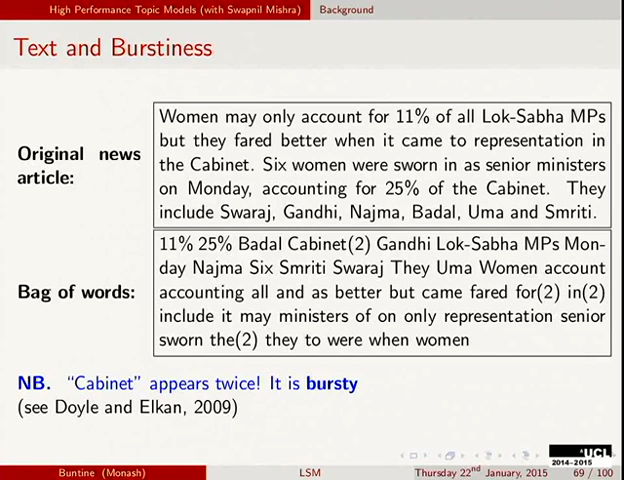 High Performance Topic Models (with Swapnil Mishra) Background
Text and Burstiness
Original news article:
Women may only account for 11% of all Lok-Sabha MPs
but they fared better when it came to representation in
the Cabinet. Six women were sworn in as senior ministers
on Monday, accounting for 25% of the Cabinet. They
include Swaraj, Gandhi, Najma, Badal, Uma and Smriti.
Bag of words:
11% 25% Badal Cabinet(2) Gandhi Lok-Sabha MPs Mon-
day Najma Six Smriti Swaraj They Uma Women account
accounting all and as better but came fared for(2) in(2)
include it may ministers of on only representation senior
sworn the(2) they to were when women
NB. “Cabinet” appears twice! It is bursty
(see Doyle and Elkan, 2009)
UCL
2014-2015
Buntine (Monash) LSM Thursday 22nd January, 2015 69 / 100